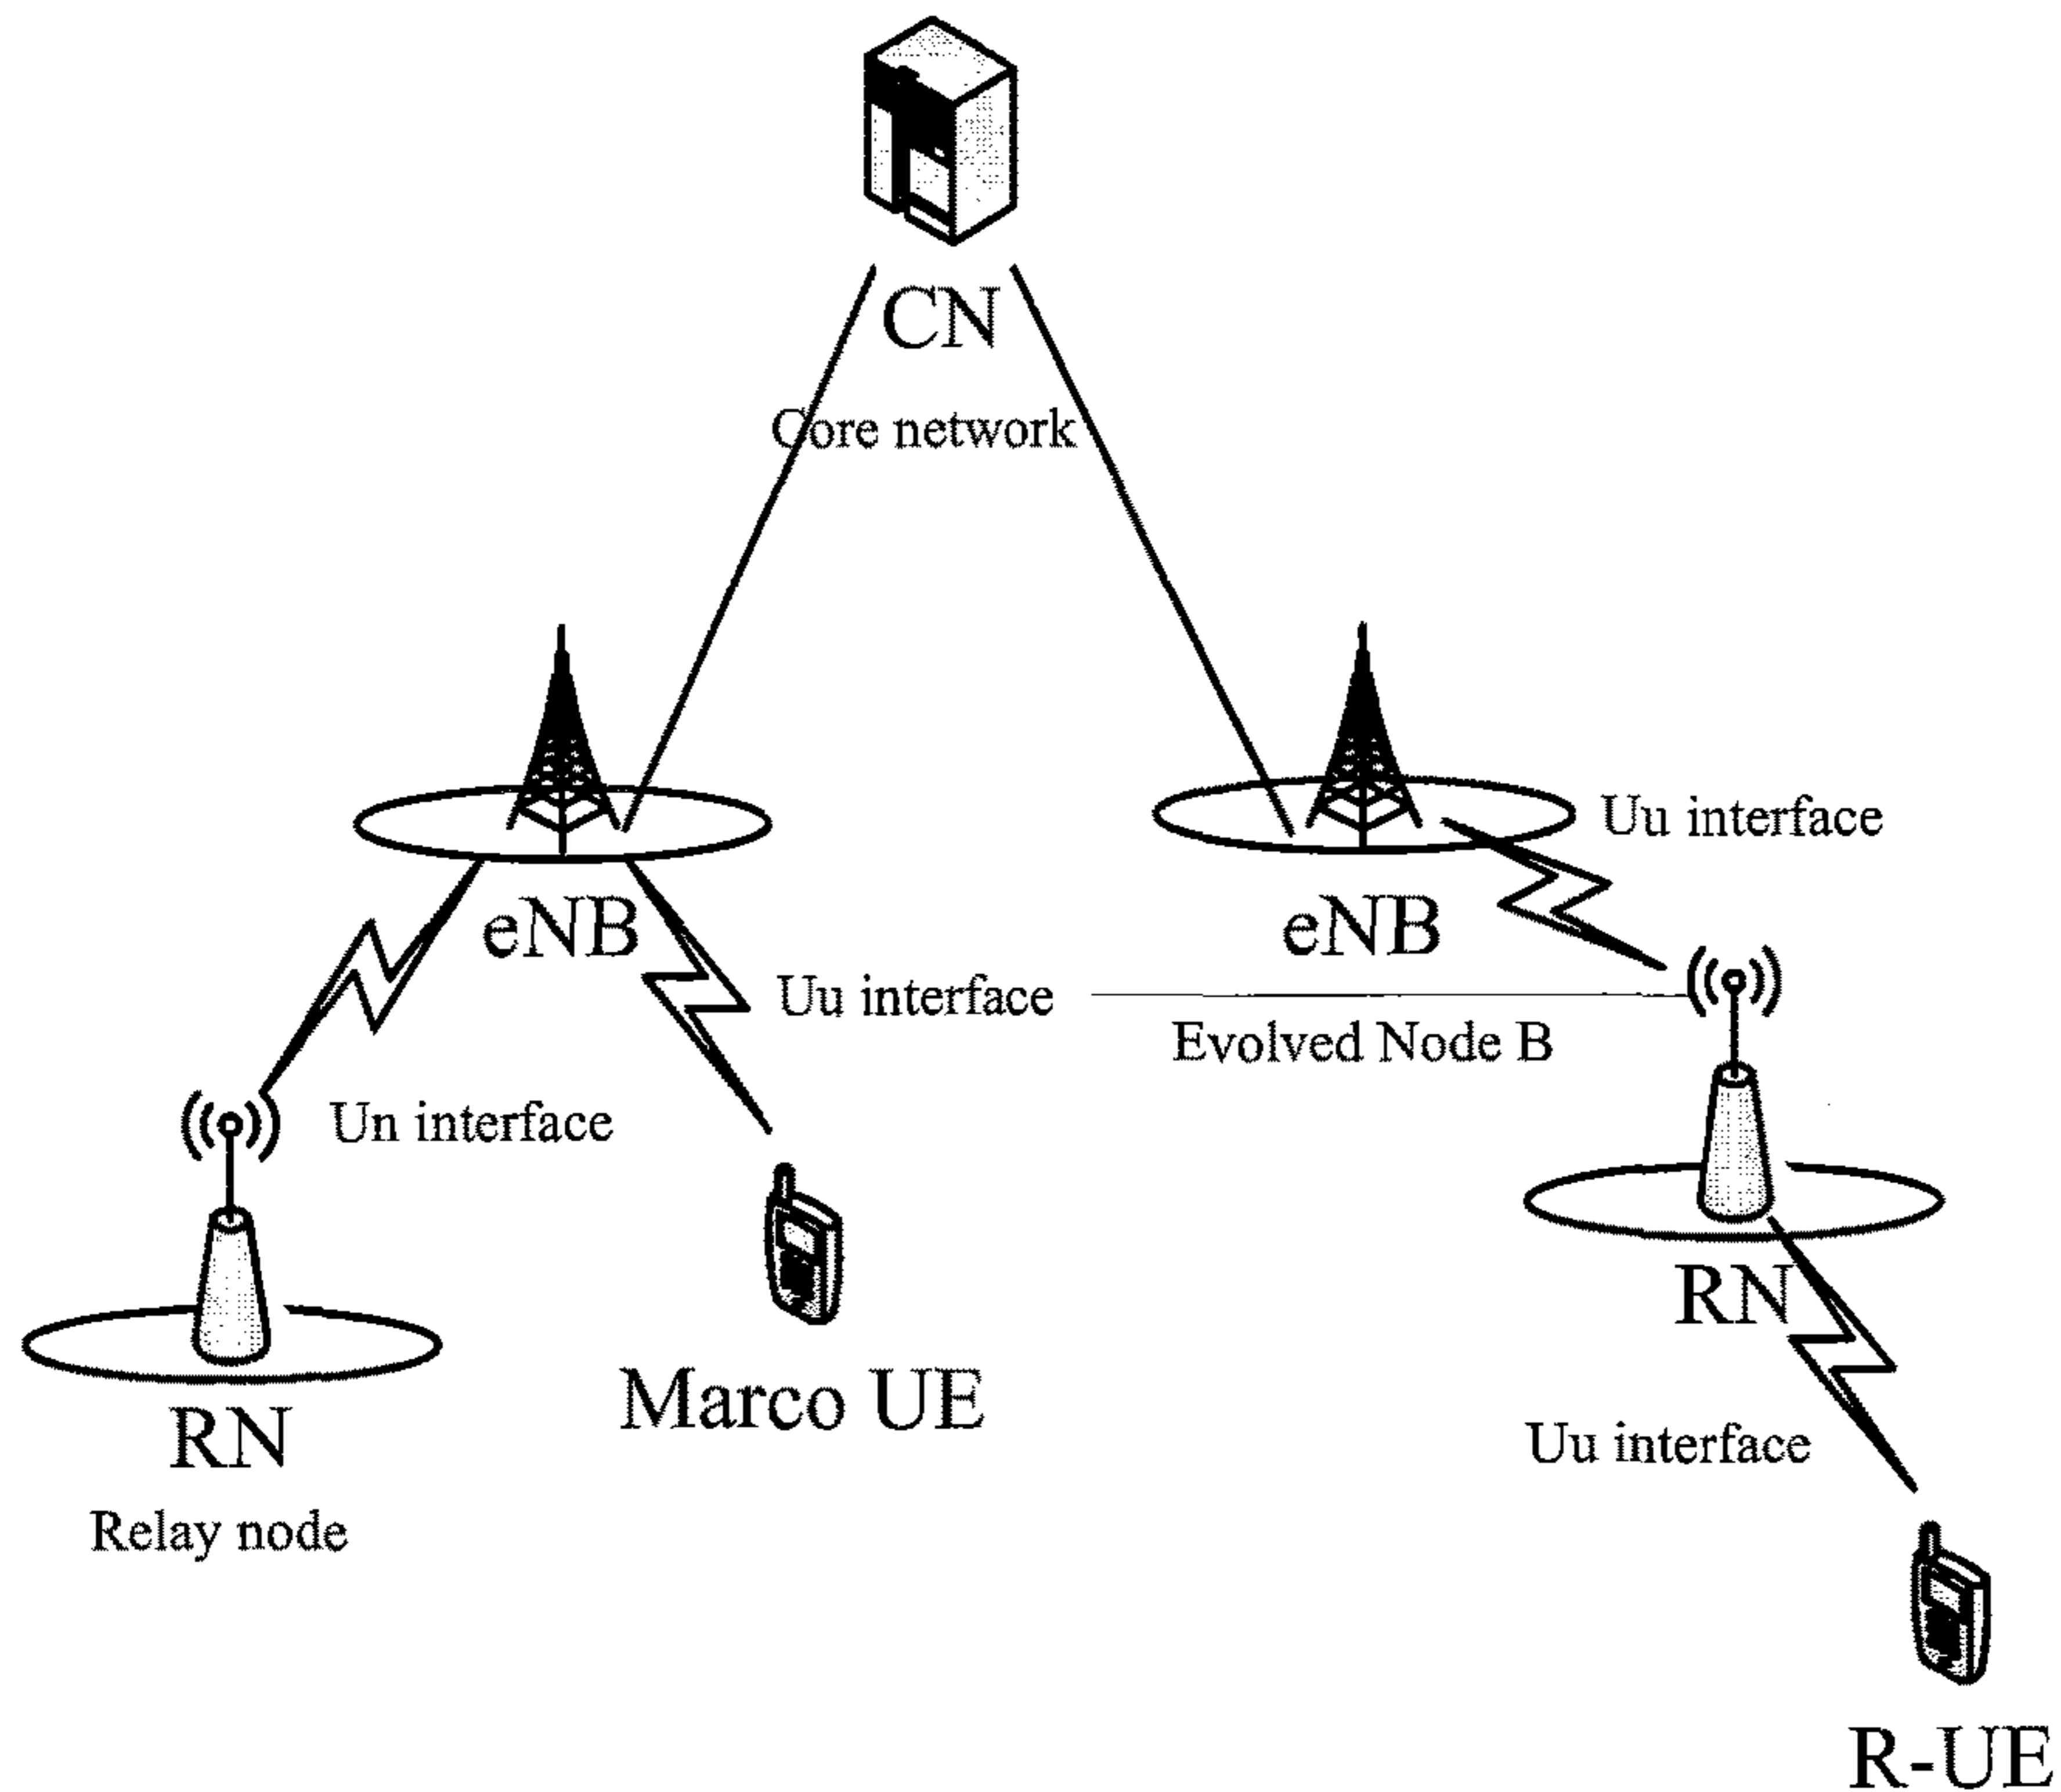 CN
Core network
Uu interface
eNB
eNB
Uu interface
Evolved Node B
Un interface
RN
Marco UE
RN
Uu interface
Relay node
R-UE